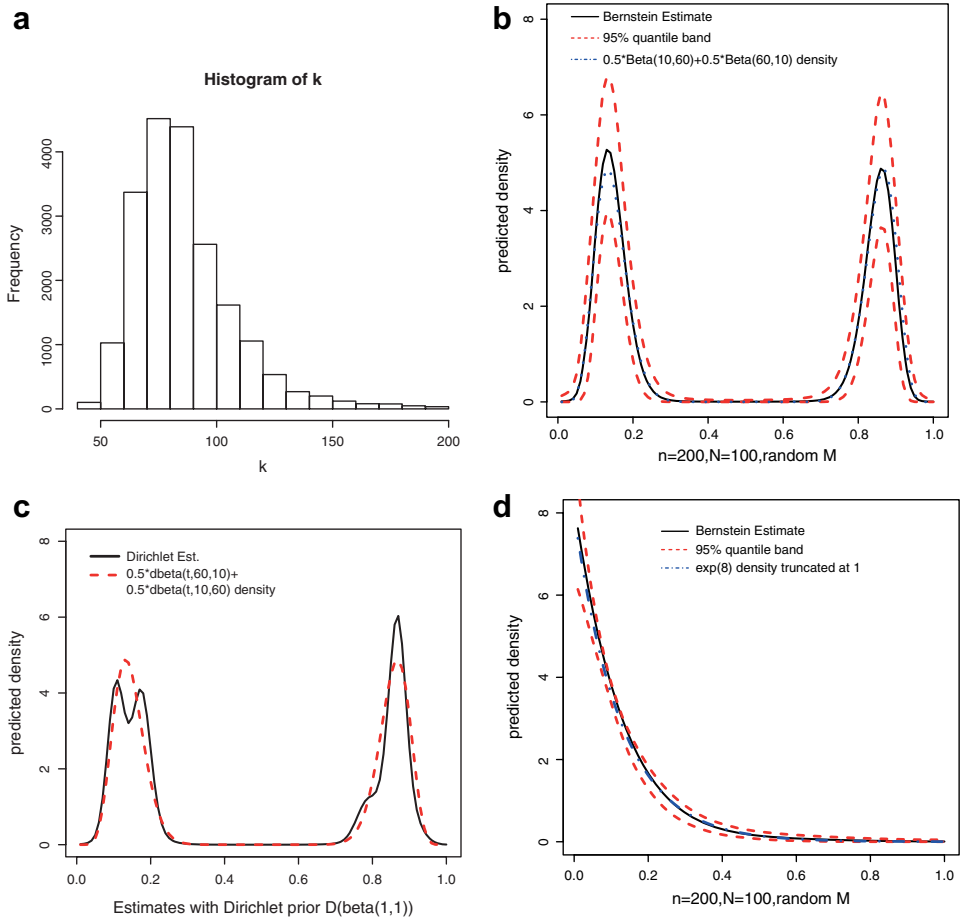 a
Histogram of k
Frequency
0
1000
2000
3000
4000
50
100
150
200
k
b
Bernstein Estimate
95% quantile band
0.5*Beta(10,60)+0.5*Beta(60,10) density
predicted density
0
2
4
6
8
0.0
0.2
0.4
0.6
0.8
1.0
n=200,N=100,random M
c
Dirichlet Est.
0.5*dbeta(t,60,10)+
0.5*dbeta(t,10,60) density
predicted density
0
2
4
6
8
0.0
0.2
0.4
0.6
0.8
1.0
Estimates with Dirichlet prior D(beta(1,1))
d
Bernstein Estimate
95% quantile band
exp(8) density truncated at 1
predicted density
0
2
4
6
8
0.0
0.2
0.4
0.6
0.8
1.0
n=200,N=100,random M